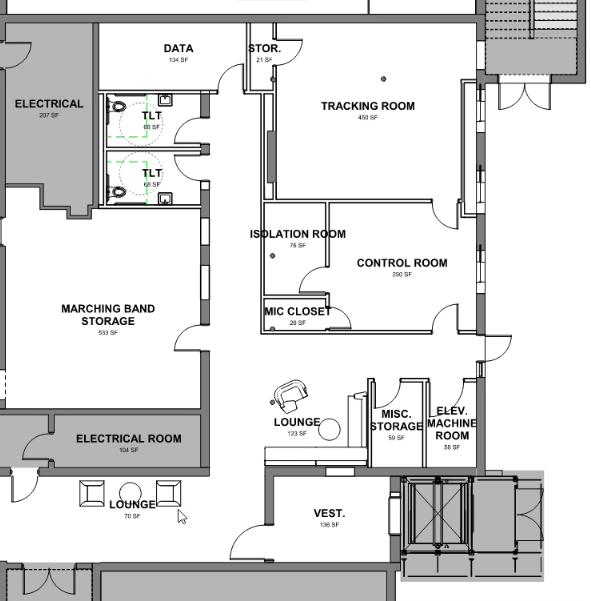 DATA
134 SF
STOR.
21 SF
ELECTRICAL
207 SF
TLT
68 SF
TRACKING ROOM
450 SF
TLT
68 SF
ISOLATION ROOM
76 SF
CONTROL ROOM
250 SF
MARCHING BAND
STORAGE
533 SF
MIC CLOSET
26 SF
LOUNGE
123 SF
MISC.
STORAGE
59 SF
ELEV.
MACHINE
ROOM
58 SF
ELECTRICAL ROOM
104 SF
LOUNGE
70 SF
VEST.
136 SF